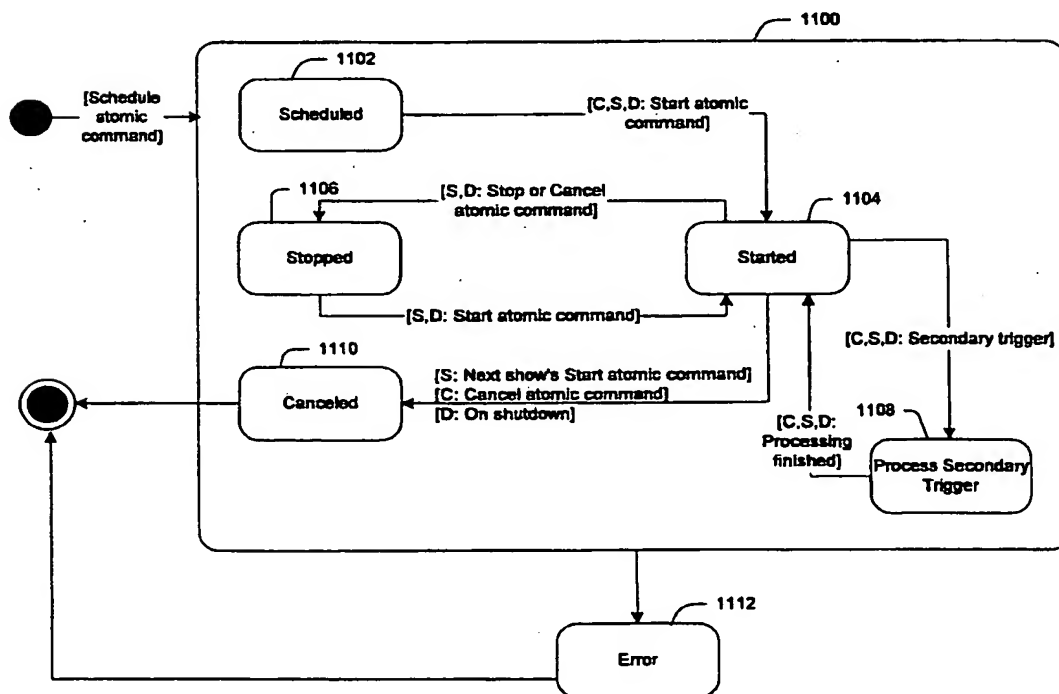 1100
1102
[Schedule
atomic
command]
Scheduled
[C,S,D: Start atomic
command]
1106
[S,D: Stop or Cancel
atomic command]
1104
Stopped
Started
[S,D: Start atomic command]
1110
[C,S,D: Secondary trigger]
Canceled
[S: Next show's Start atomic command]
[C: Cancel atomic command]
[D: On shutdown]
[C,S,D:
Processing
finished]
1108
Process Secondary
Trigger
1112
Error